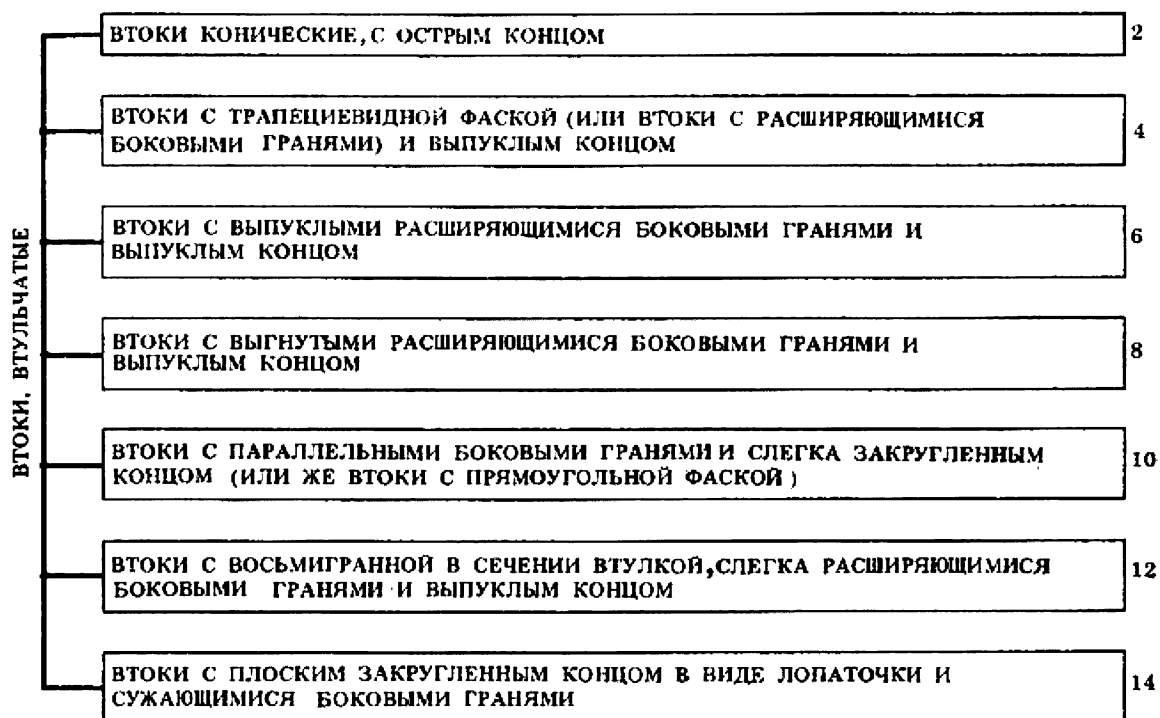 ВТОКИ, ВТУЛЬЧАТЫЕ
ВТОКИ КОНИЧЕСКИЕ, С ОСТРЫМ КОНЦОМ
2
ВТОКИ С ТРАПЕЦИЕВИДНОЙ ФАСКОЙ (ИЛИ ВТОКИ С РАСШИРЯЮЩИМИСЯ
БОКОВЫМИ ГРАНЯМИ) И ВЫПУКЛЫМ КОНЦОМ
4
ВТОКИ С ВЫПУКЛЫМИ РАСШИРЯЮЩИМИСЯ БОКОВЫМИ ГРАНЯМИ И
ВЫПУКЛЫМ КОНЦОМ
6
ВТОКИ С ВЫГНУТЫМИ РАСШИРЯЮЩИМИСЯ БОКОВЫМИ ГРАНЯМИ И
ВЫПУКЛЫМ КОНЦОМ
8
ВТОКИ С ПАРАЛЛЕЛЬНЫМИ БОКОВЫМИ ГРАНЯМИ И СЛЕГКА ЗАКРУГЛЕННЫМ
КОНЦОМ (ИЛИ ЖЕ ВТОКИ С ПРЯМОУГОЛЬНОЙ ФАСКОЙ)
10
ВТОКИ С ВОСЬМИГРАННОЙ В СЕЧЕНИИ ВТУЛКОЙ, СЛЕГКА РАСШИРЯЮЩИМИСЯ
БОКОВЫМИ ГРАНЯМИ И ВЫПУКЛЫМ КОНЦОМ
12
ВТОКИ С ПЛОСКИМ ЗАКРУГЛЕННЫМ КОНЦОМ В ВИДЕ ЛОПАТОЧКИ И
СУЖАЮЩИМИСЯ БОКОВЫМИ ГРАНЯМИ
14